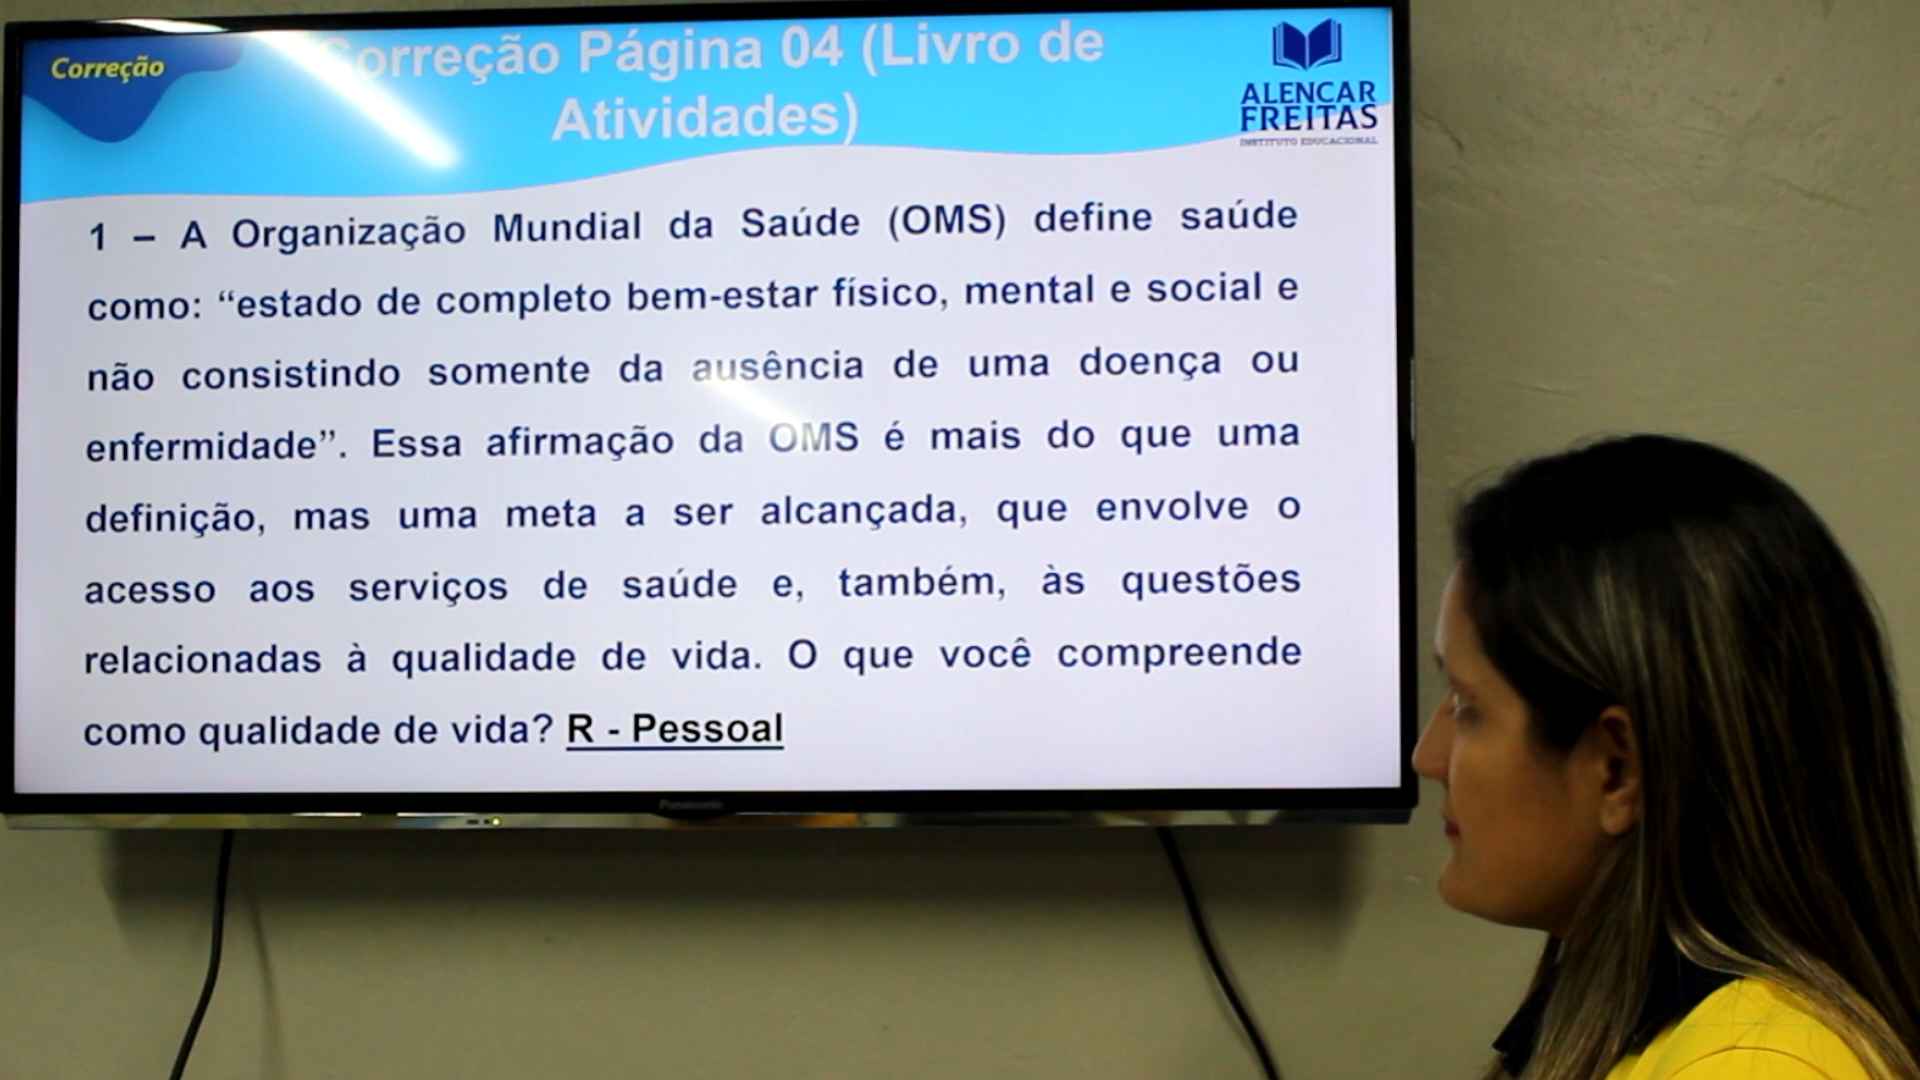 Correção
Correção Página 04 (Livro de
Atividades)
ALENCAR
FREITAS
INSTITUTO EDUCACIONAL
1 – A Organização Mundial da Saúde (OMS) define saúde
como: “estado de completo bem-estar físico, mental e social e
não consistindo somente da ausência de uma doença ou
enfermidade”. Essa afirmação da OMS é mais do que uma
definição, mas uma meta a ser alcançada, que envolve o
acesso aos serviços de saúde e, também, às questões
relacionadas à qualidade de vida. O que você compreende
como qualidade de vida? R - Pessoal
Panasonic